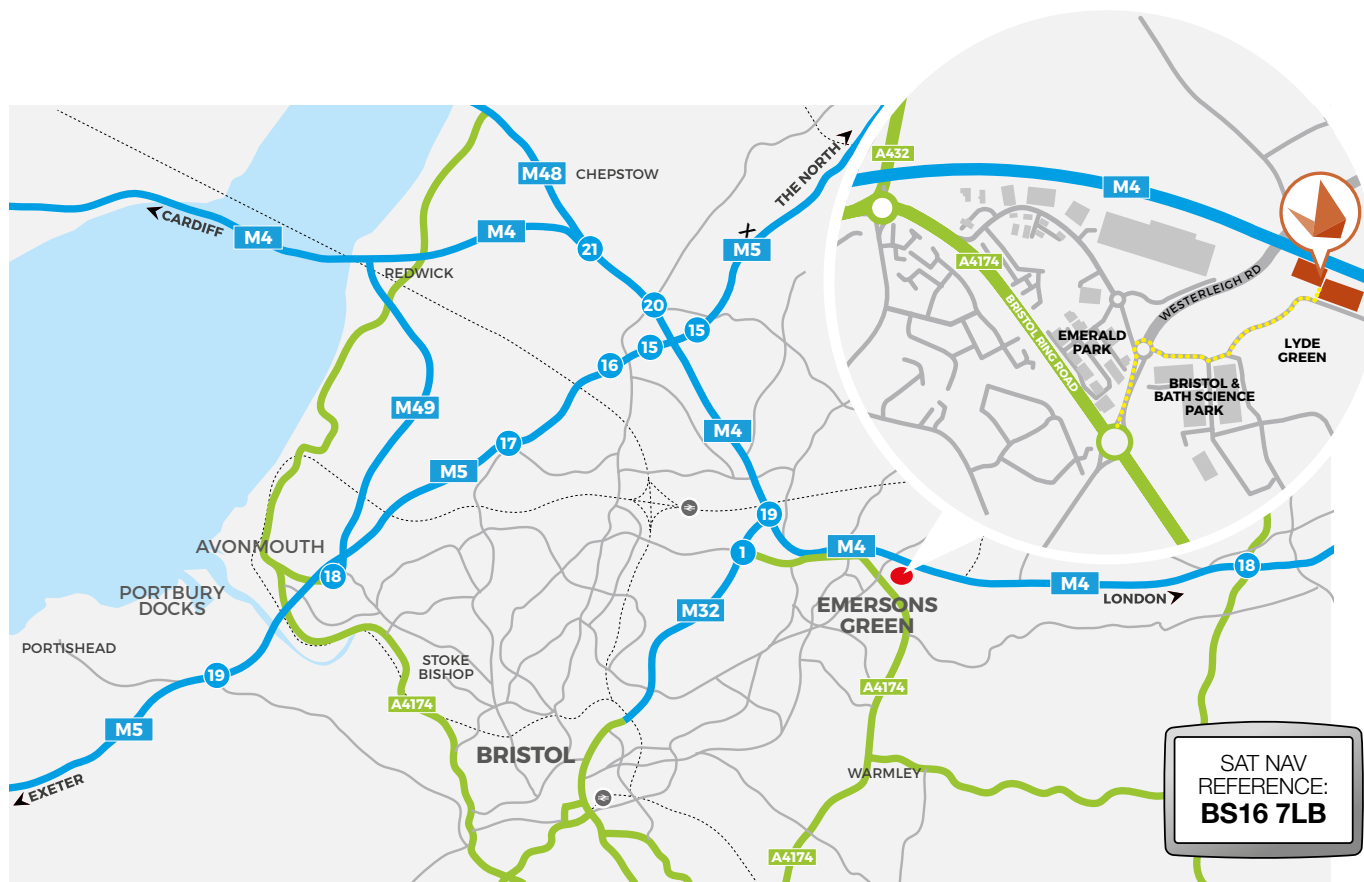 A432
M4
A4174
BRISTOL RING ROAD
WESTERLEIGH RD
EMERALD
PARK
LYDE
GREEN
BRISTOL &
BATH SCIENCE
PARK
M48
CHEPSTOW
THE NORTH
CARDIFF
M4
M4
21
M5
REDWICK
20
15
15
16
M49
M4
17
M5
19
AVONMOUTH
1
M4
18
18
M4
LONDON
PORTBURY
DOCKS
M32
EMERSONS
GREEN
PORTISHEAD
STOKE
BISHOP
19
A4174
A4174
M5
BRISTOL
EXETER
WARMLEY
SAT NAV
REFERENCE:
BS16 7LB
A4174